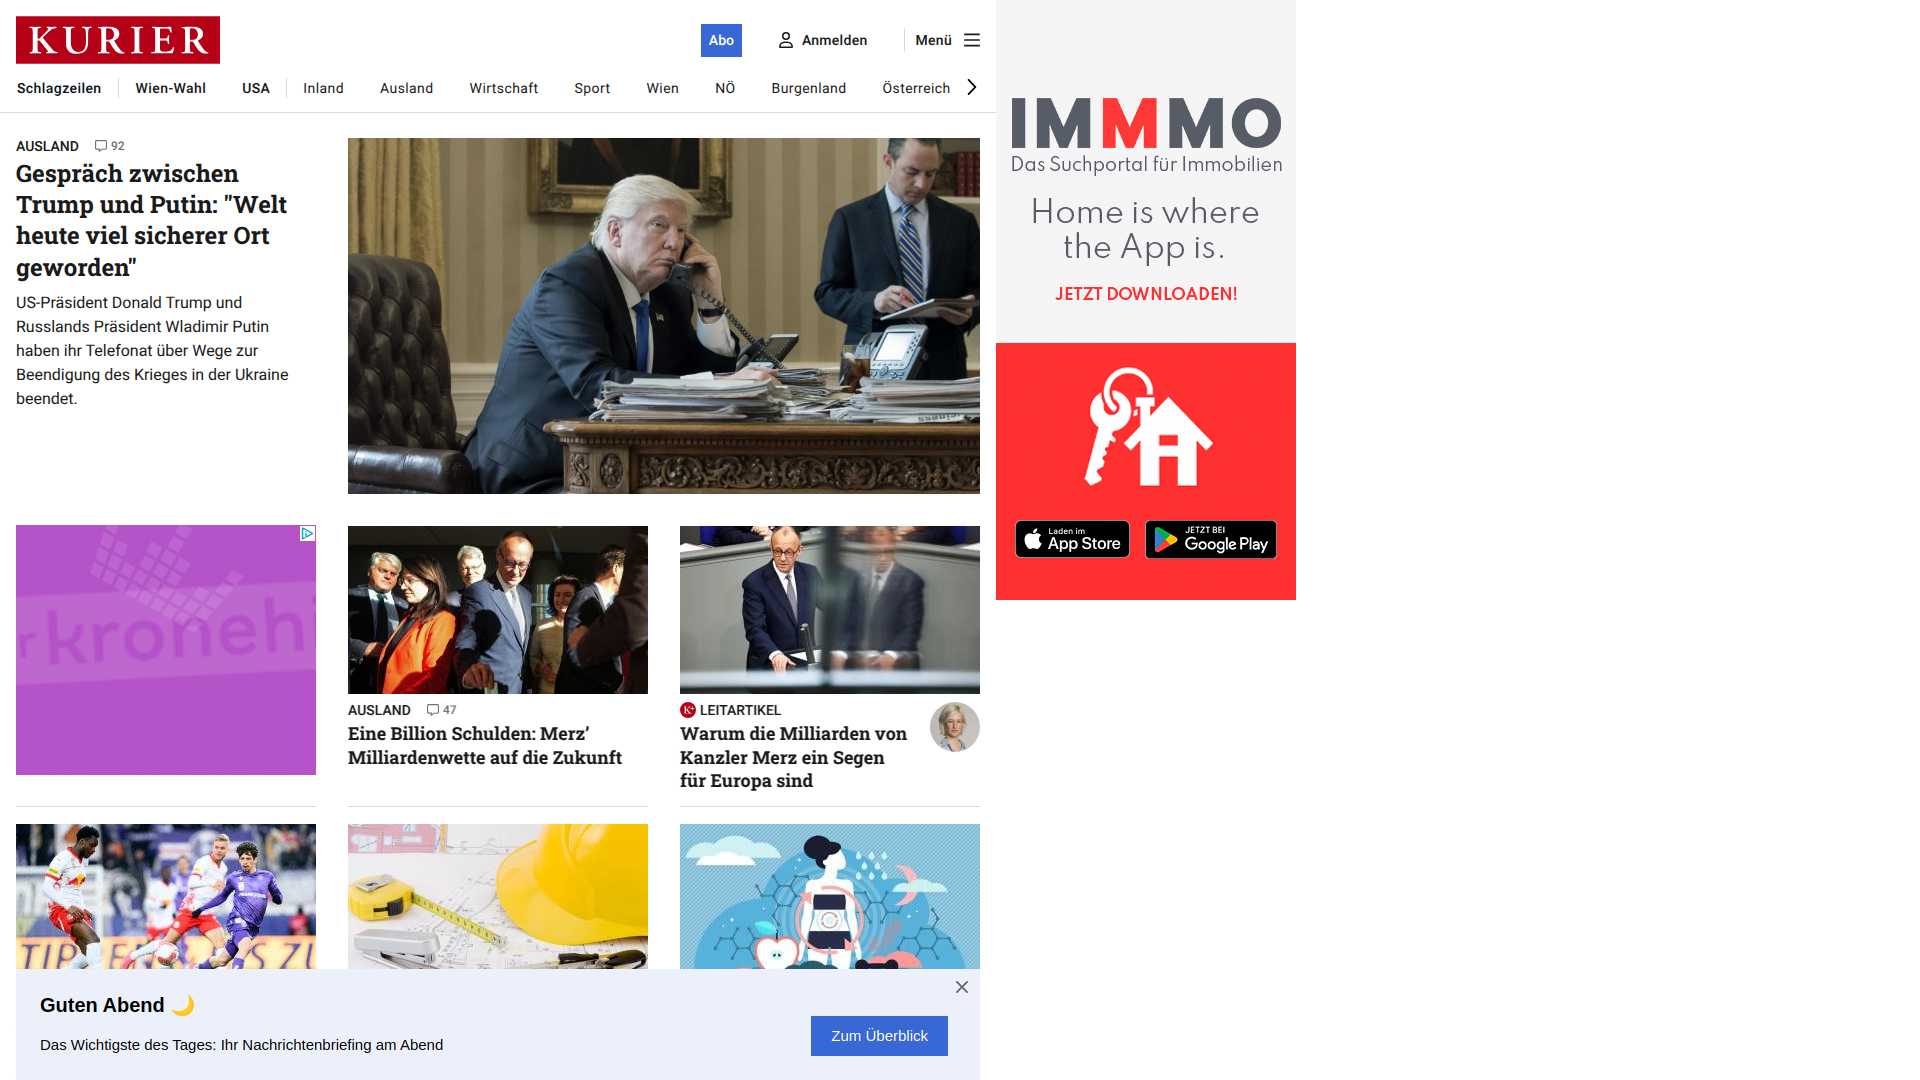 KURIER
Abo
Anmelden
Menü
Schlagzeilen
Wien-Wahl
USA
Inland
Ausland
Wirtschaft
Sport
Wien
NÖ
Burgenland
Österreich
AUSLAND 92
Gespräch zwischen
Trump und Putin: "Welt
heute viel sicherer Ort
geworden"
US-Präsident Donald Trump und
Russlands Präsident Wladimir Putin
haben ihr Telefonat über Wege zur
Beendigung des Krieges in der Ukraine
beendet.
IMMMO
Das Suchportal für Immobilien
Home is where
the App is.
JETZT DOWNLOADEN!
Laden im
App Store
JETZT BEI
Google Play
rkronehi
AUSLAND 47
Eine Billion Schulden: Merz’
Milliardenwette auf die Zukunft
K+ LEITARTIKEL
Warum die Milliarden von
Kanzler Merz ein Segen
für Europa sind
Guten Abend 🌙
Das Wichtigste des Tages: Ihr Nachrichtenbriefing am Abend
Zum Überblick